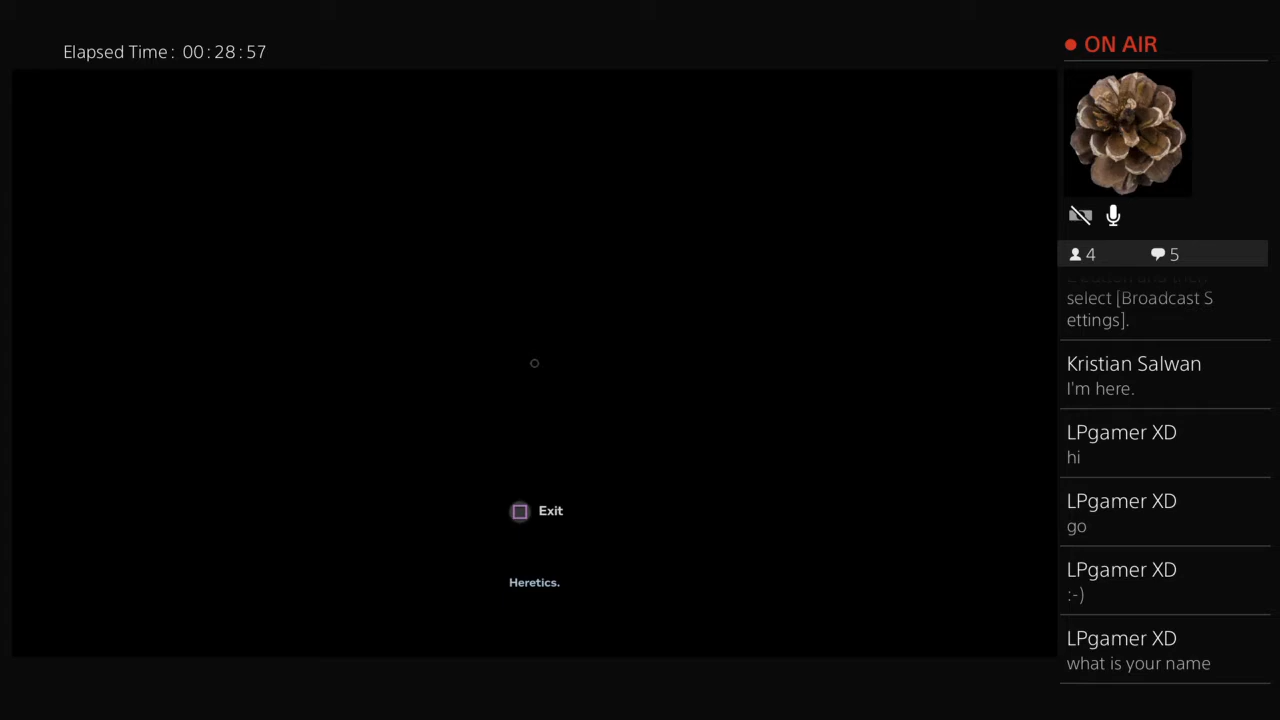 Elapsed Time: 00:28:57
ON AIR
4
5
select [Broadcast S
ettings].
Kristian Salwan
I'm here.
LPgamer XD
hi
LPgamer XD
go
LPgamer XD
:-)
LPgamer XD
what is your name
Exit
Heretics.